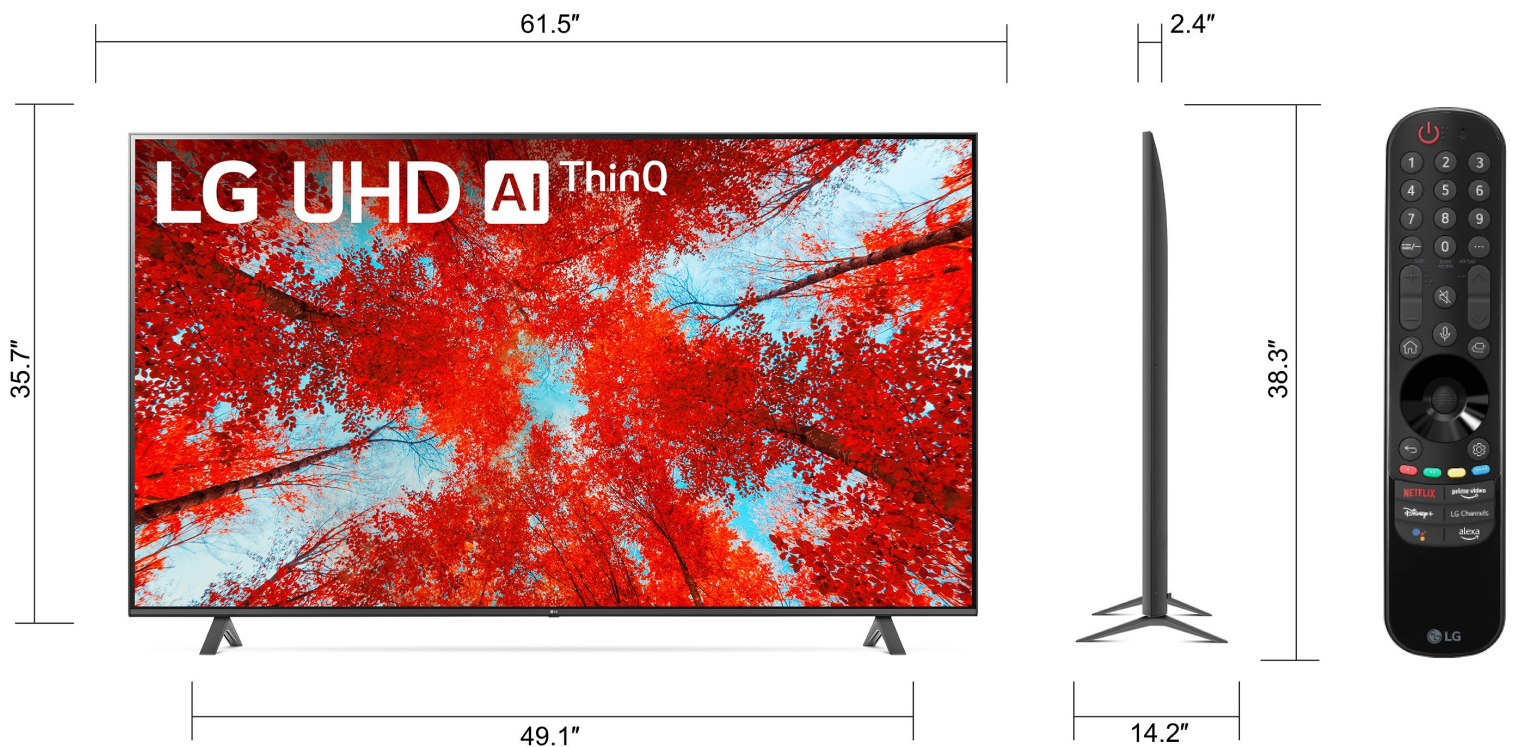 61.5″
2.4″
35.7″
LG UHD AI ThinQ
38.3″
49.1″
14.2″
1 2 3
4 5 6
7 8 9
0
NETFLIX prime video
Disney+ LG Channels
alexa
LG